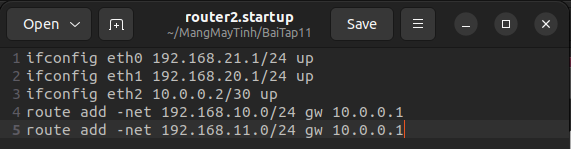 Open
router2.startup
~/MangMayTinh/BaiTap11
Save
1 ifconfig eth0 192.168.21.1/24 up
2 ifconfig eth1 192.168.20.1/24 up
3 ifconfig eth2 10.0.0.2/30 up
4 route add -net 192.168.10.0/24 gw 10.0.0.1
5 route add -net 192.168.11.0/24 gw 10.0.0.1